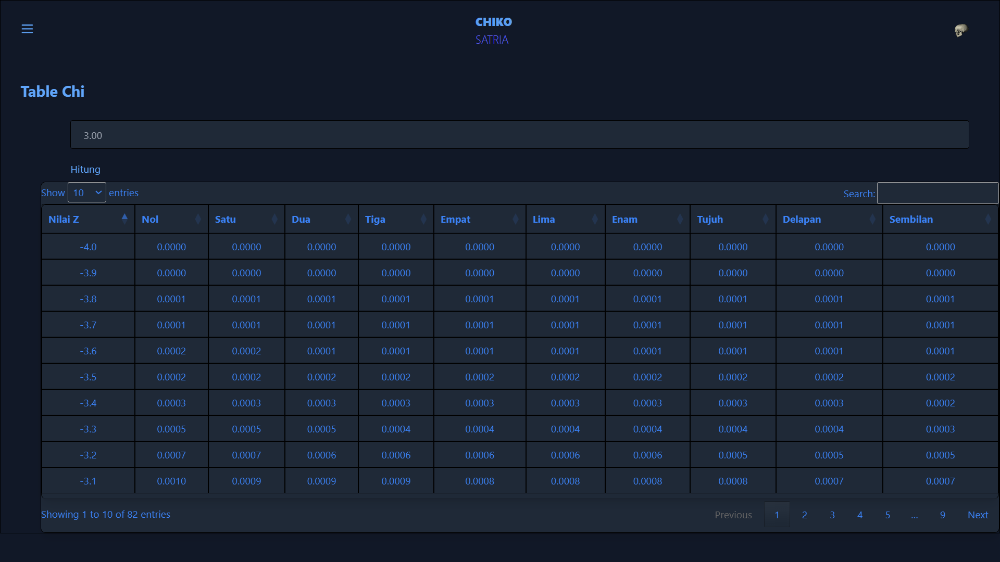 CHIKO
SATRIA
Table Chi
3.00
Hitung
Show 10 entries Search:
Nilai Z Nol Satu Dua Tiga Empat Lima Enam Tujuh Delapan Sembilan
-4.0 0.0000 0.0000 0.0000 0.0000 0.0000 0.0000 0.0000 0.0000 0.0000 0.0000
-3.9 0.0000 0.0000 0.0000 0.0000 0.0000 0.0000 0.0000 0.0000 0.0000 0.0000
-3.8 0.0001 0.0001 0.0001 0.0001 0.0001 0.0001 0.0001 0.0001 0.0001 0.0001
-3.7 0.0001 0.0001 0.0001 0.0001 0.0001 0.0001 0.0001 0.0001 0.0001 0.0001
-3.6 0.0002 0.0002 0.0001 0.0001 0.0001 0.0001 0.0001 0.0001 0.0001 0.0001
-3.5 0.0002 0.0002 0.0002 0.0002 0.0002 0.0002 0.0002 0.0002 0.0002 0.0002
-3.4 0.0003 0.0003 0.0003 0.0003 0.0003 0.0003 0.0003 0.0003 0.0003 0.0002
-3.3 0.0005 0.0005 0.0005 0.0004 0.0004 0.0004 0.0004 0.0004 0.0004 0.0003
-3.2 0.0007 0.0007 0.0006 0.0006 0.0006 0.0006 0.0006 0.0005 0.0005 0.0005
-3.1 0.0010 0.0009 0.0009 0.0009 0.0008 0.0008 0.0008 0.0008 0.0007 0.0007
Showing 1 to 10 of 82 entries Previous 1 2 3 4 5 ... 9 Next